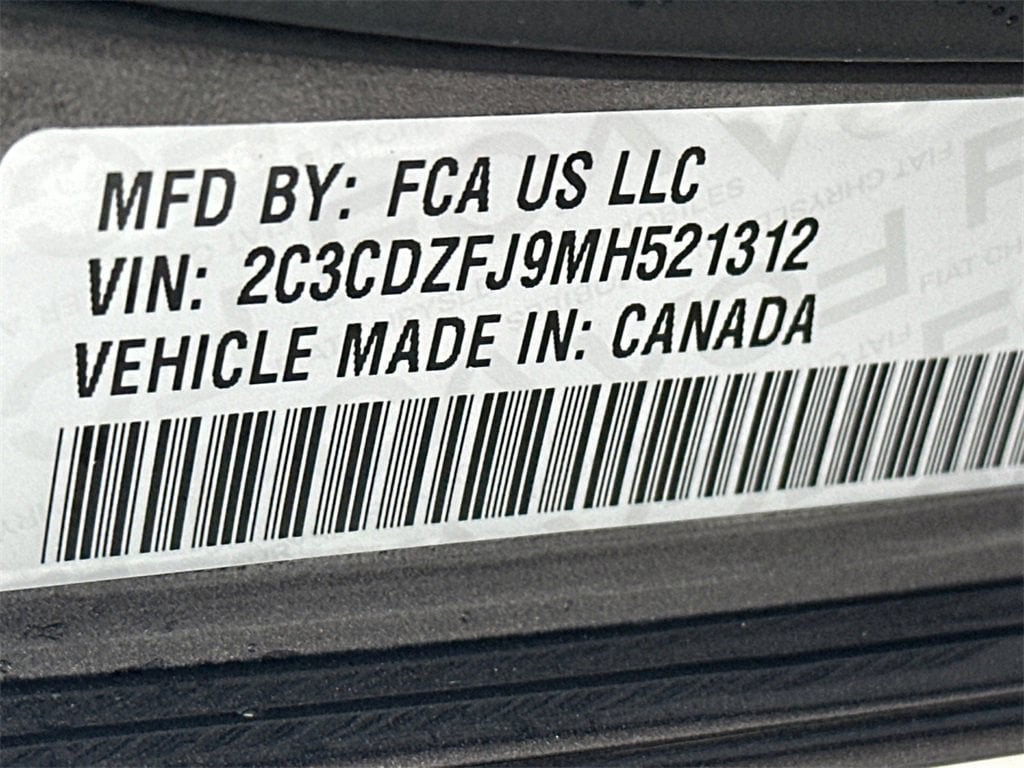 MFD BY: FCA US LLC
VIN: 2C3CDZFJ9MH521312
VEHICLE MADE IN: CANADA